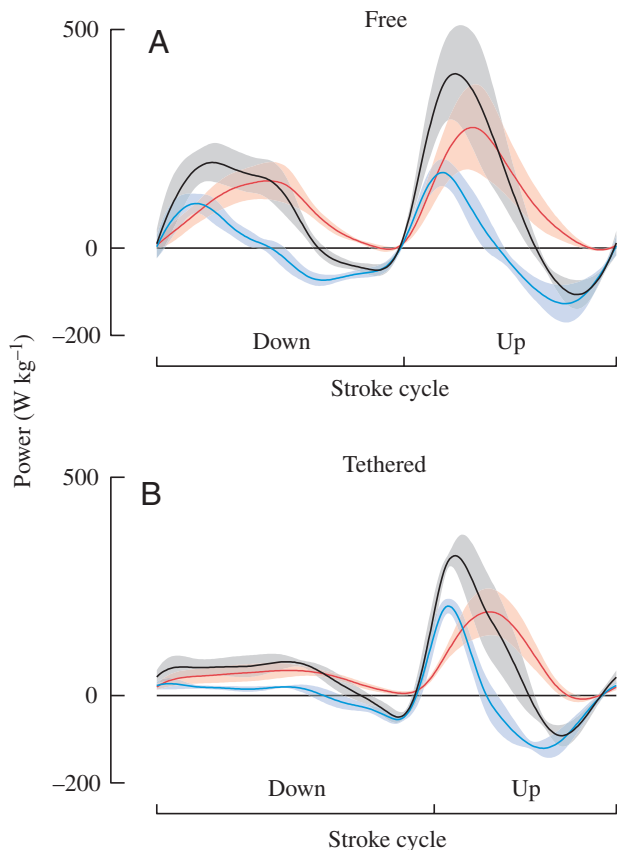 Free
A
500
0
−200
Down Up
Stroke cycle
Power (W kg−1)
Tethered
B
500
0
−200
Down Up
Stroke cycle